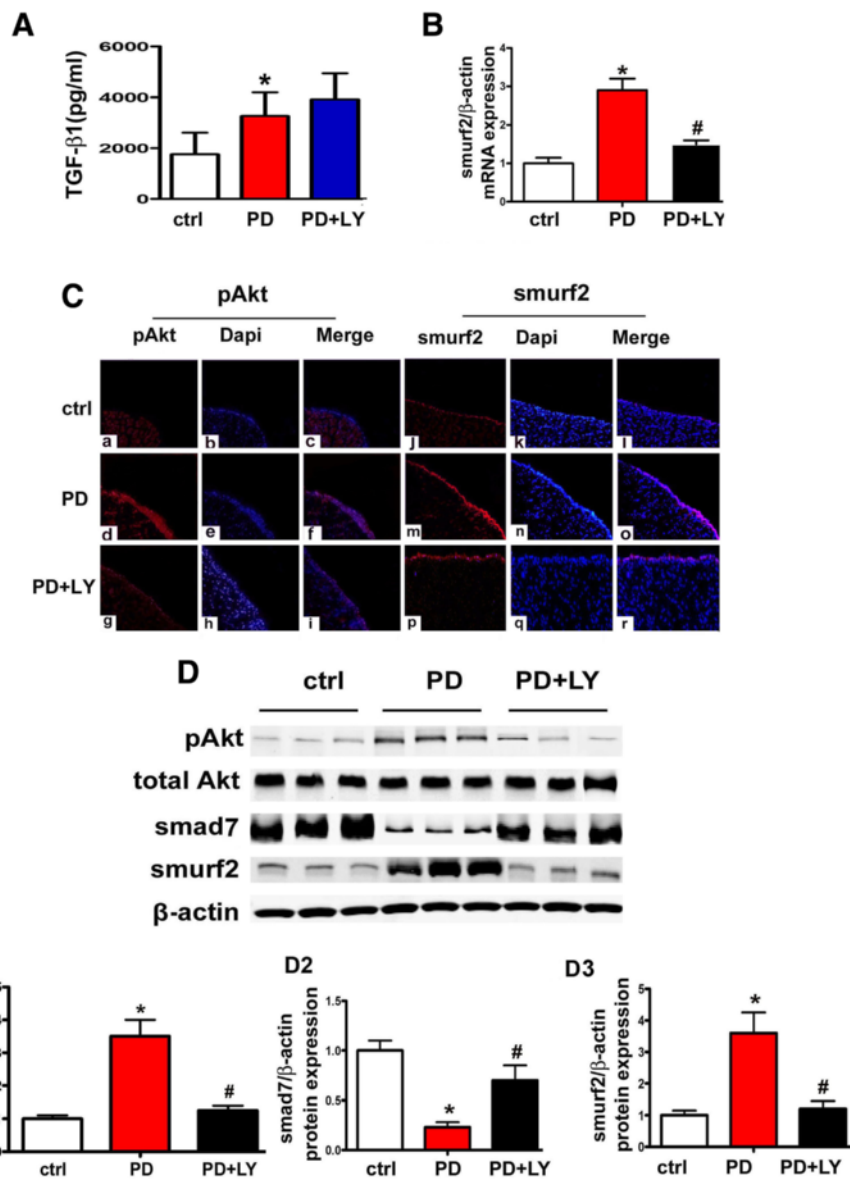 A
TGF-β1(pg/ml)
6000
4000
2000
0
*
ctrl PD PD+LY
B
smurf2/β-actin
mRNA expression
4
3
2
1
0
*
#
ctrl PD PD+LY
C
pAkt smurf2
pAkt Dapi Merge smurf2 Dapi Merge
ctrl
a b c j k l
PD
d e f m n o
PD+LY
g h i p q r
D
ctrl PD PD+LY
pAkt
total Akt
smad7
smurf2
β-actin
*
#
ctrl PD PD+LY
D2
smad7/β-actin
protein expression
1.5
1.0
0.5
0.0
*
#
ctrl PD PD+LY
D3
smurf2/β-actin
protein expression
5
4
3
2
1
0
*
#
ctrl PD PD+LY